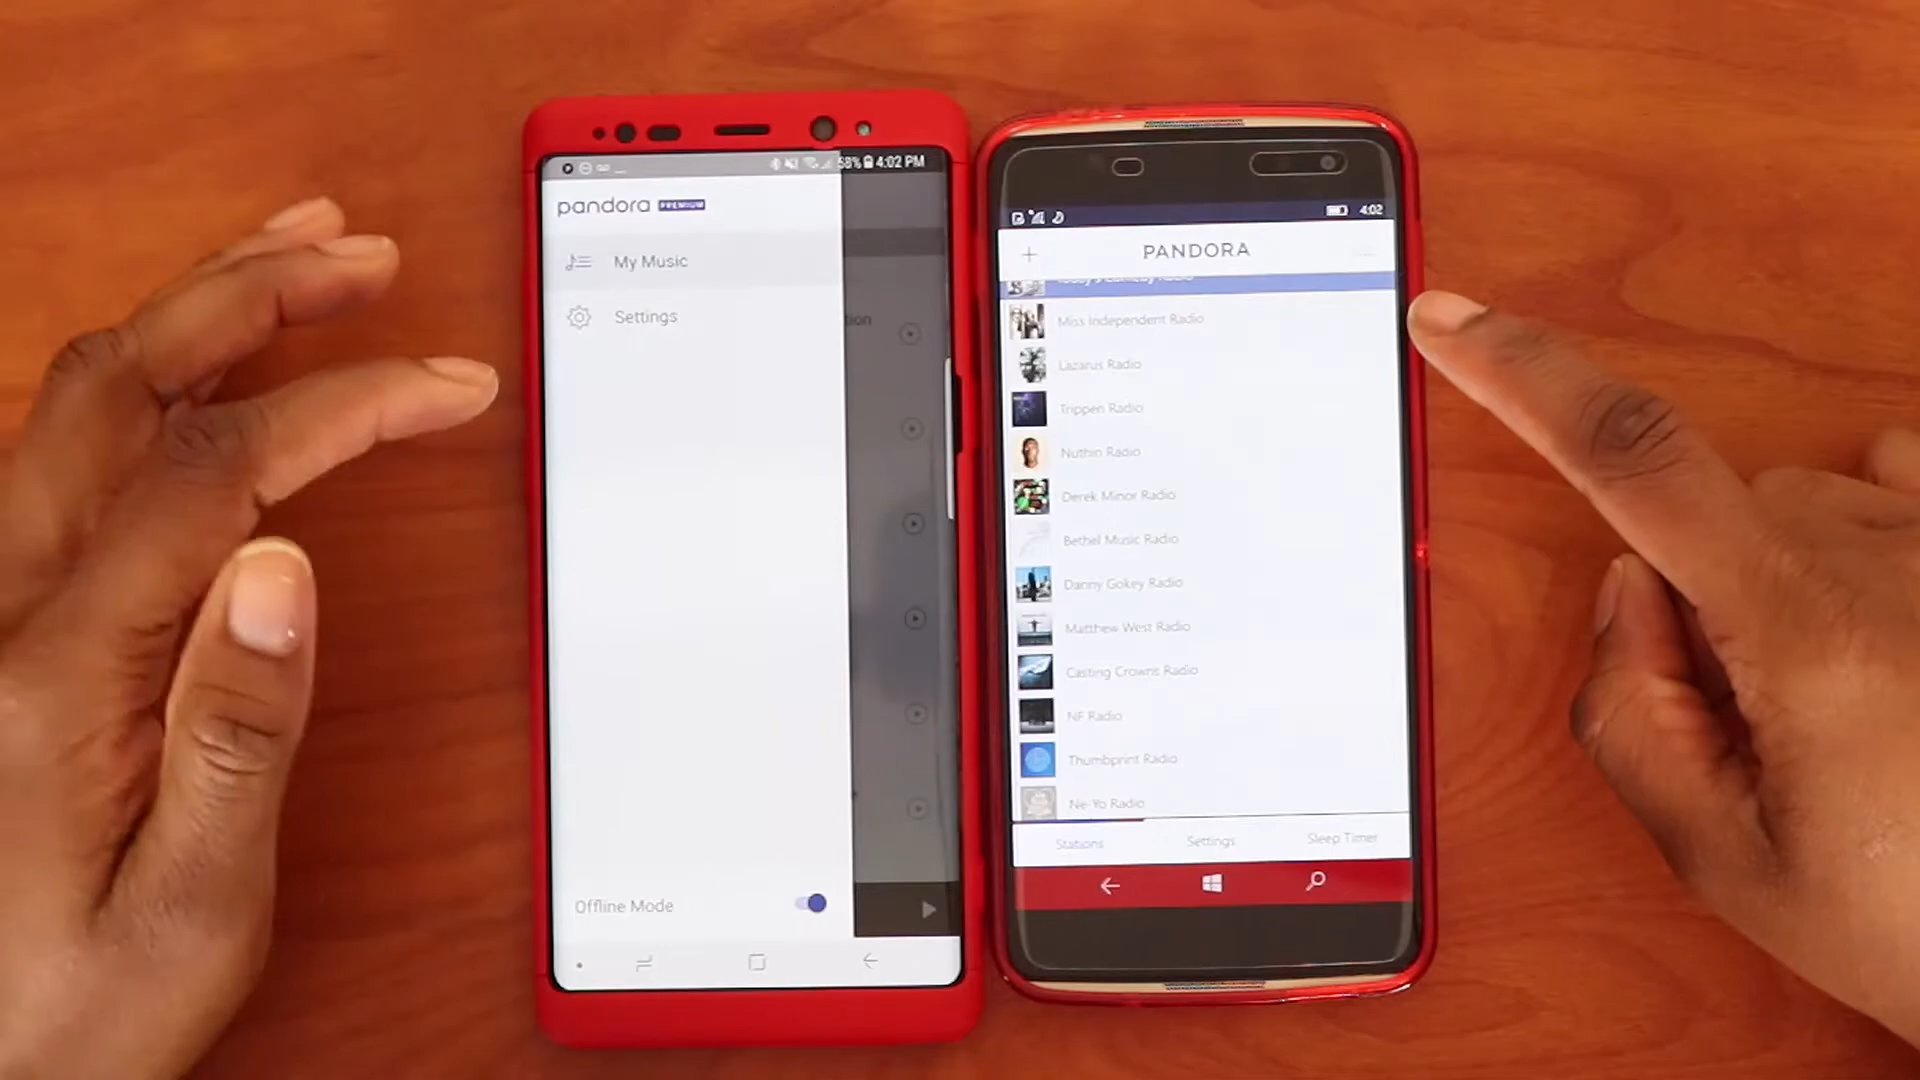 58% 4:02 PM
pandora PREMIUM
My Music
Settings
Offline Mode
4:02
PANDORA
Miss Independent Radio
Lazarus Radio
Trippen Radio
Nuthin Radio
Derek Minor Radio
Bethel Music Radio
Danny Gokey Radio
Matthew West Radio
Casting Crowns Radio
NF Radio
Thumbprint Radio
Ne-Yo Radio
Stations Settings Sleep Timer